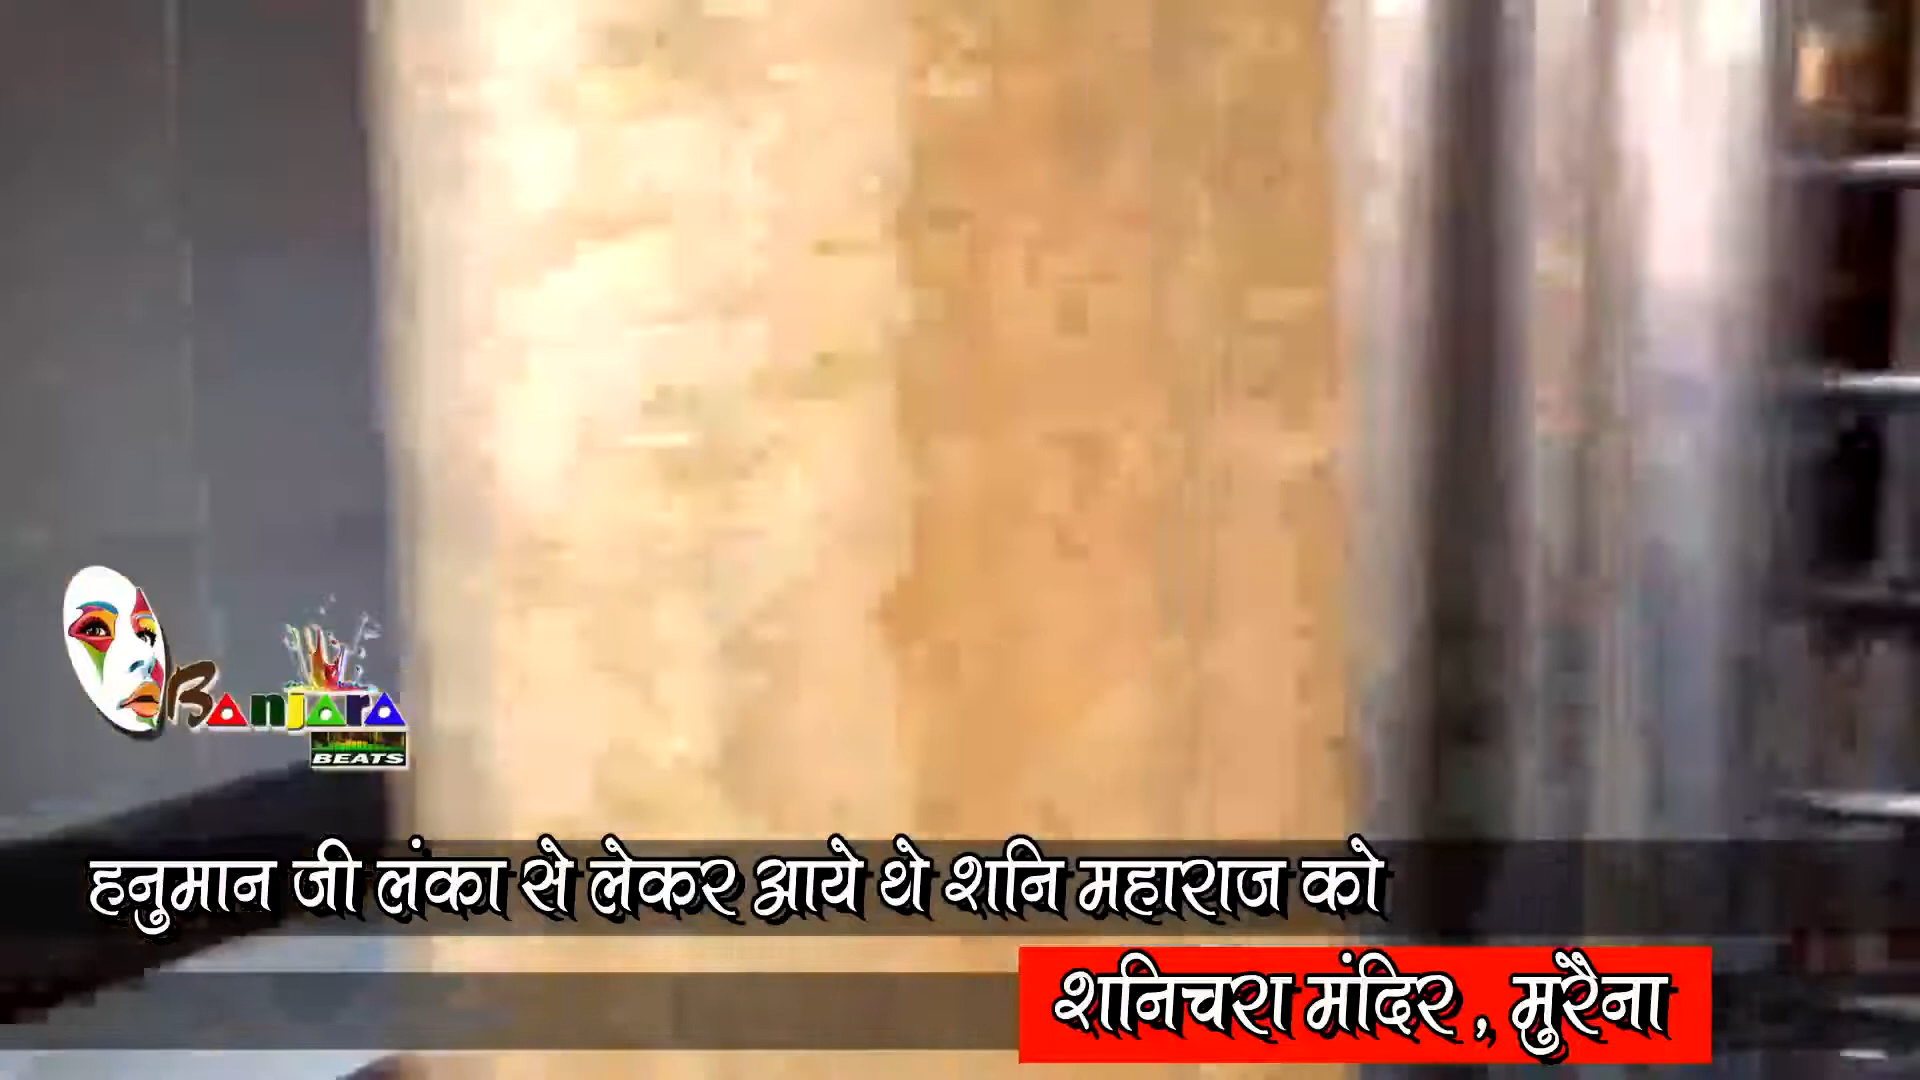 Banjara
BEATS
हनुमान जी लंका से लेकर आये थे शनि महाराज को
शनिचरा मंदिर , मुरैना